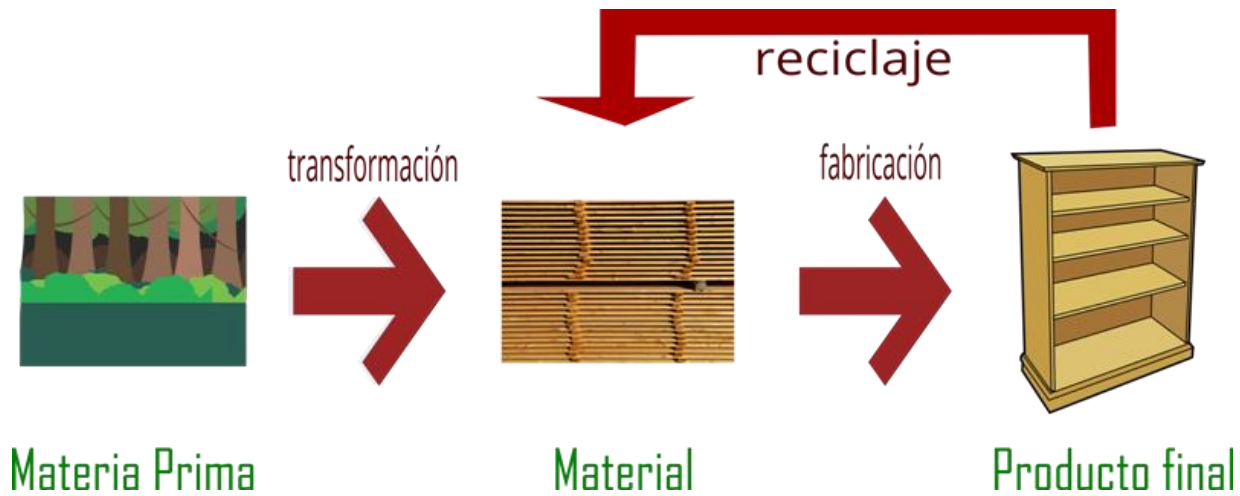 reciclaje
transformación
fabricación
Materia Prima
Material
Producto final